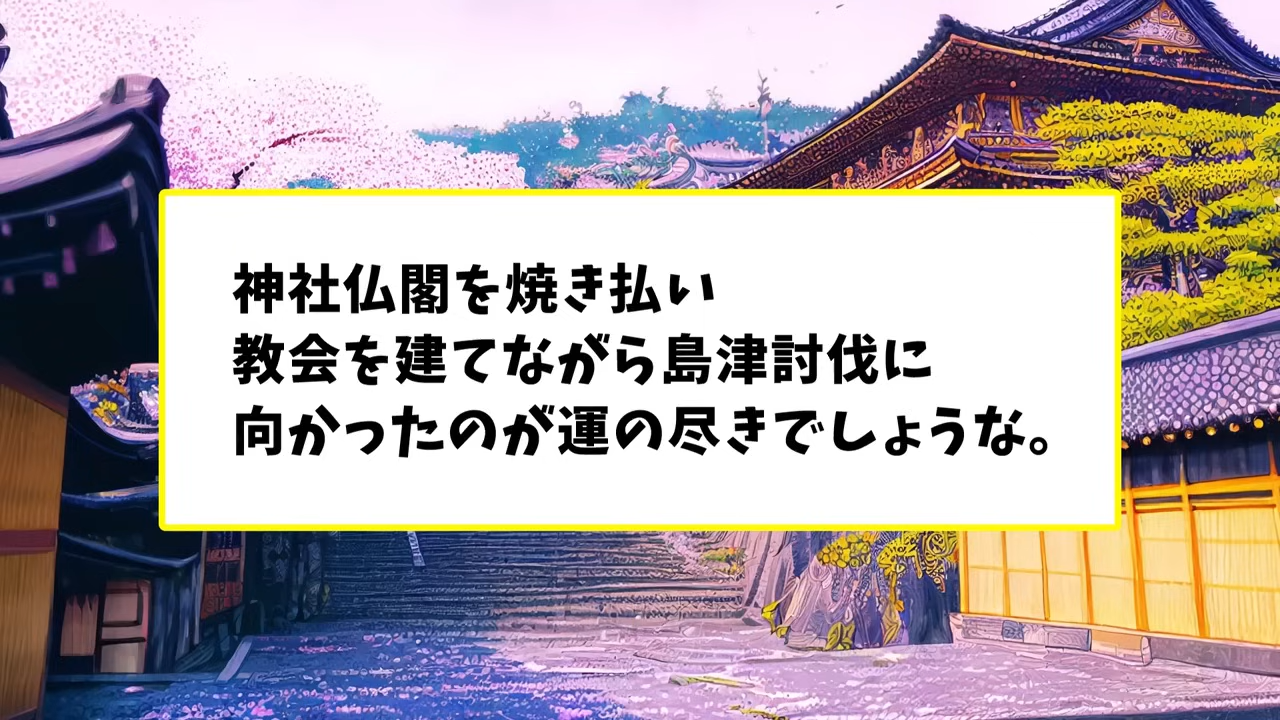 神社仏閣を焼き払い
教会を建てながら島津討伐に
向かったのが運の尽きでしょうな。